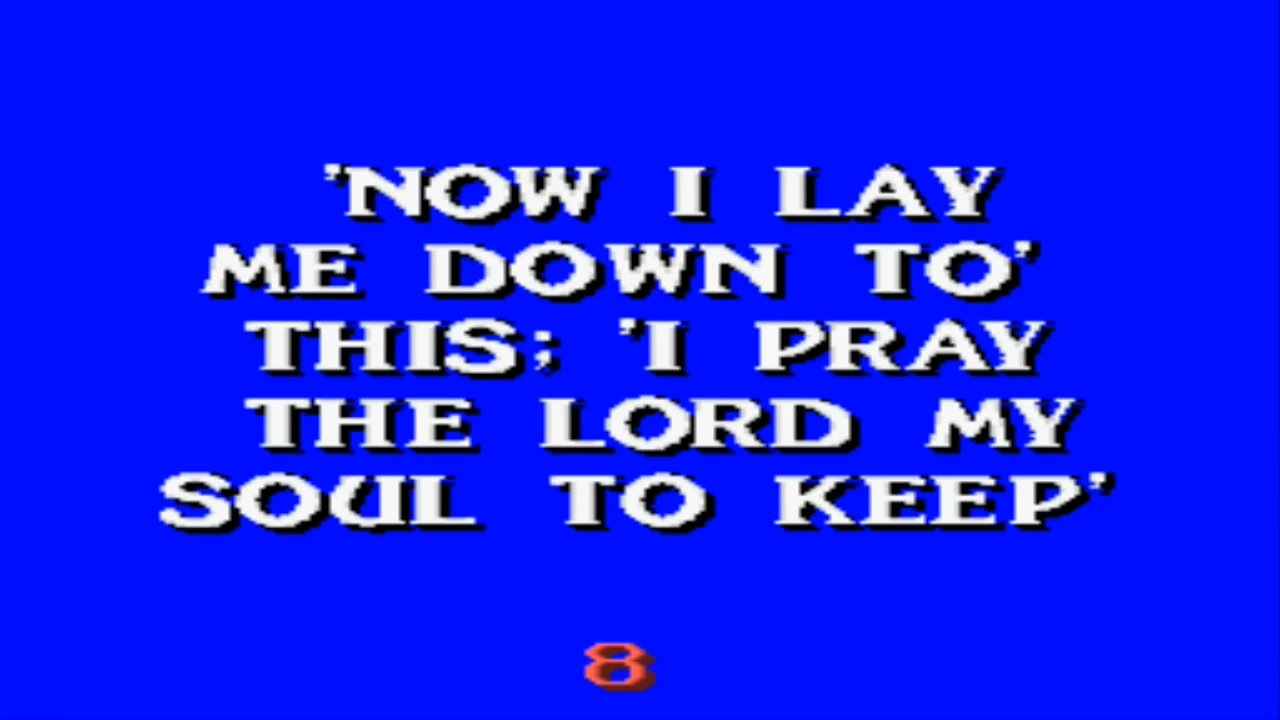 'NOW I LAY
ME DOWN TO'
THIS; 'I PRAY
THE LORD MY
SOUL TO KEEP'
8